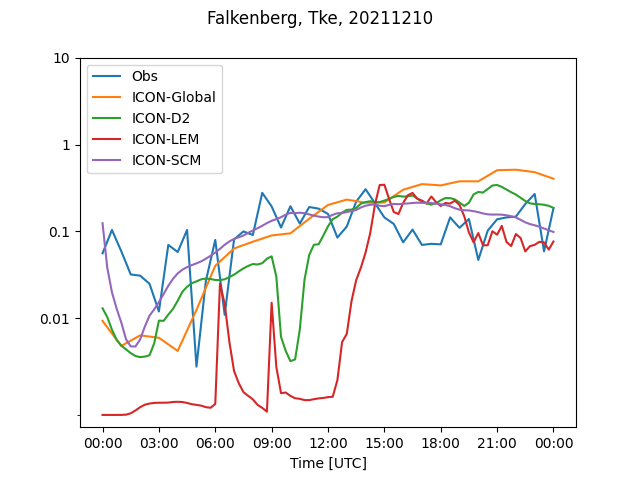 Falkenberg, Tke, 20211210
10
1
0.1
0.01
Obs
ICON-Global
ICON-D2
ICON-LEM
ICON-SCM
00:00 03:00 06:00 09:00 12:00 15:00 18:00 21:00 00:00
Time [UTC]